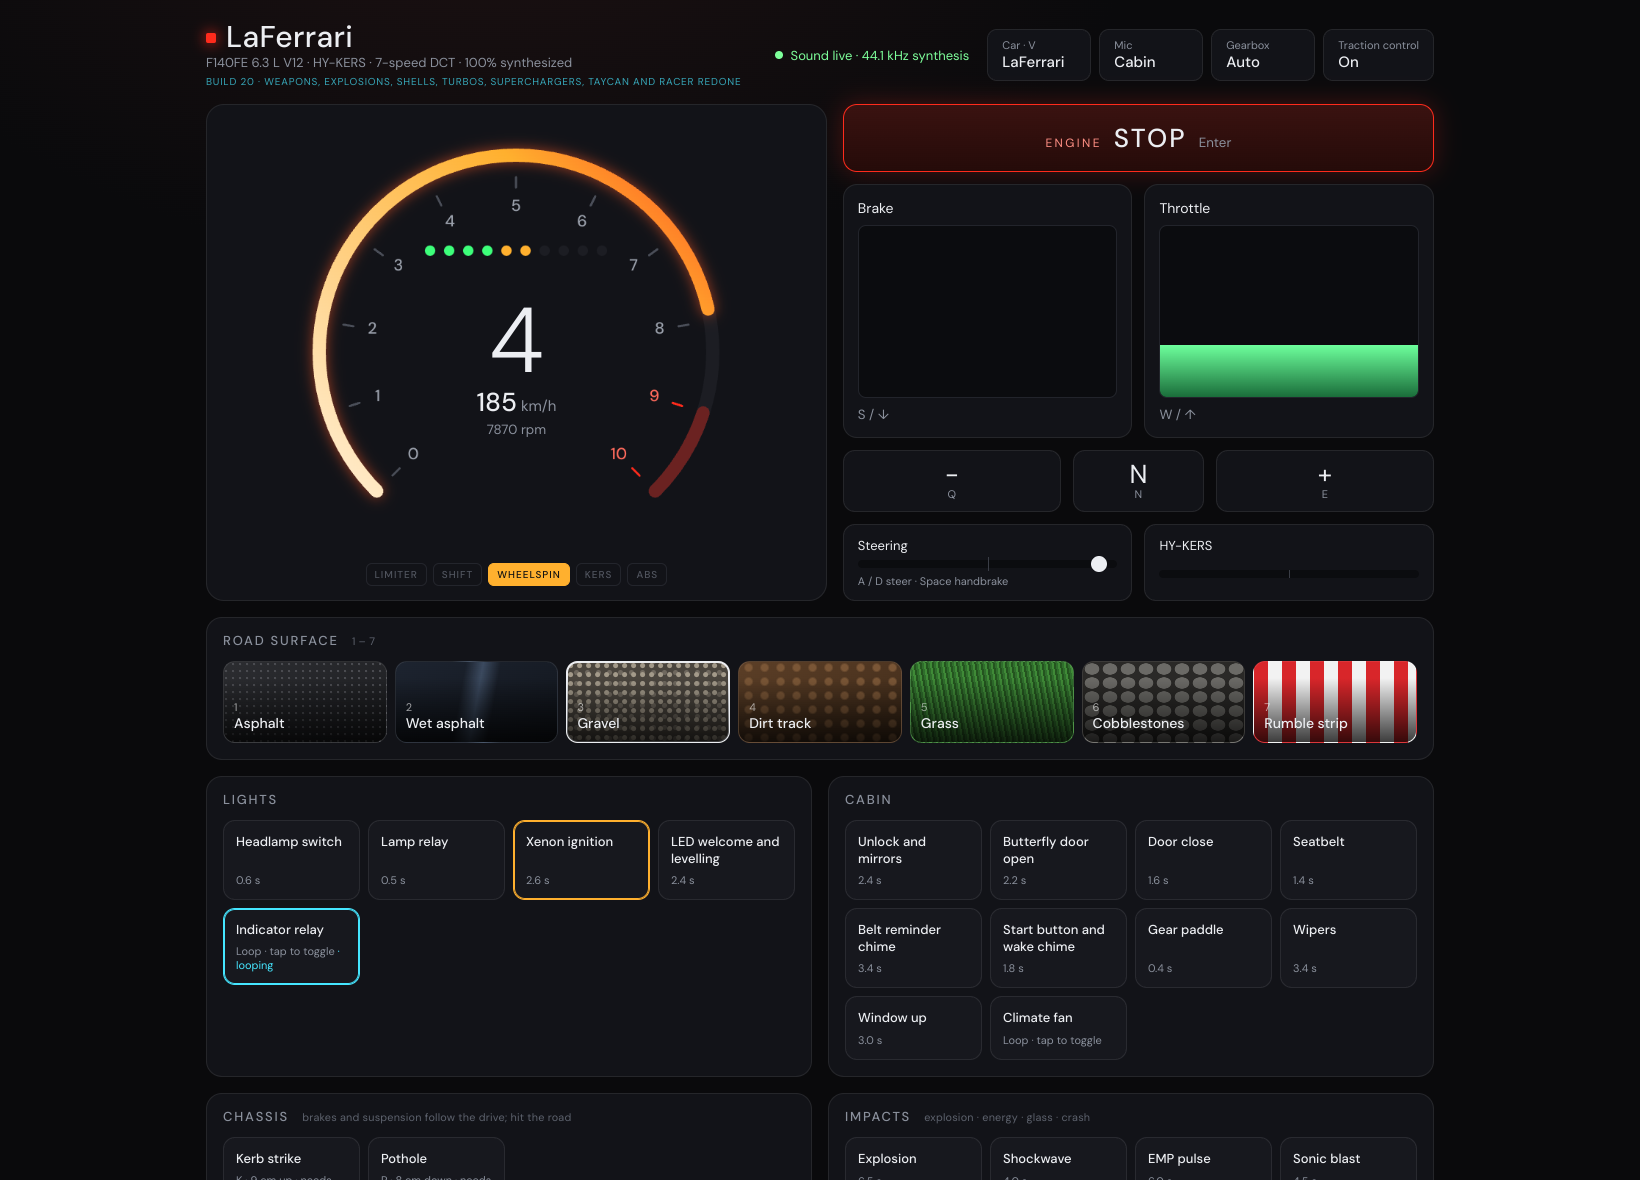 LaFerrari
F140FE 6.3 L V12 · HY-KERS · 7-speed DCT · 100% synthesized
BUILD 20 · WEAPONS, EXPLOSIONS, SHELLS, TURBOS, SUPERCHARGERS, TAYCAN AND RACER REDONE
Sound live · 44.1 kHz synthesis
Car · V
LaFerrari
Mic
Cabin
Gearbox
Auto
Traction control
On
0
1
2
3
4
5
6
7
8
9
10
4
185 km/h
7870 rpm
LIMITER
SHIFT
WHEELSPIN
KERS
ABS
ENGINE STOP Enter
Brake
S / ↓
Throttle
W / ↑
−
Q
N
N
+
E
Steering
A / D steer · Space handbrake
HY-KERS
ROAD SURFACE 1 – 7
1
Asphalt
2
Wet asphalt
3
Gravel
4
Dirt track
5
Grass
6
Cobblestones
7
Rumble strip
LIGHTS
Headlamp switch
0.6 s
Lamp relay
0.5 s
Xenon ignition
2.6 s
LED welcome and
levelling
2.4 s
Indicator relay
Loop · tap to toggle ·
looping
CABIN
Unlock and
mirrors
2.4 s
Butterfly door
open
2.2 s
Door close
1.6 s
Seatbelt
1.4 s
Belt reminder
chime
3.4 s
Start button and
wake chime
1.8 s
Gear paddle
0.4 s
Wipers
3.4 s
Window up
3.0 s
Climate fan
Loop · tap to toggle
CHASSIS brakes and suspension follow the drive; hit the road
Kerb strike
Pothole
IMPACTS explosion · energy · glass · crash
Explosion
Shockwave
EMP pulse
Sonic blast